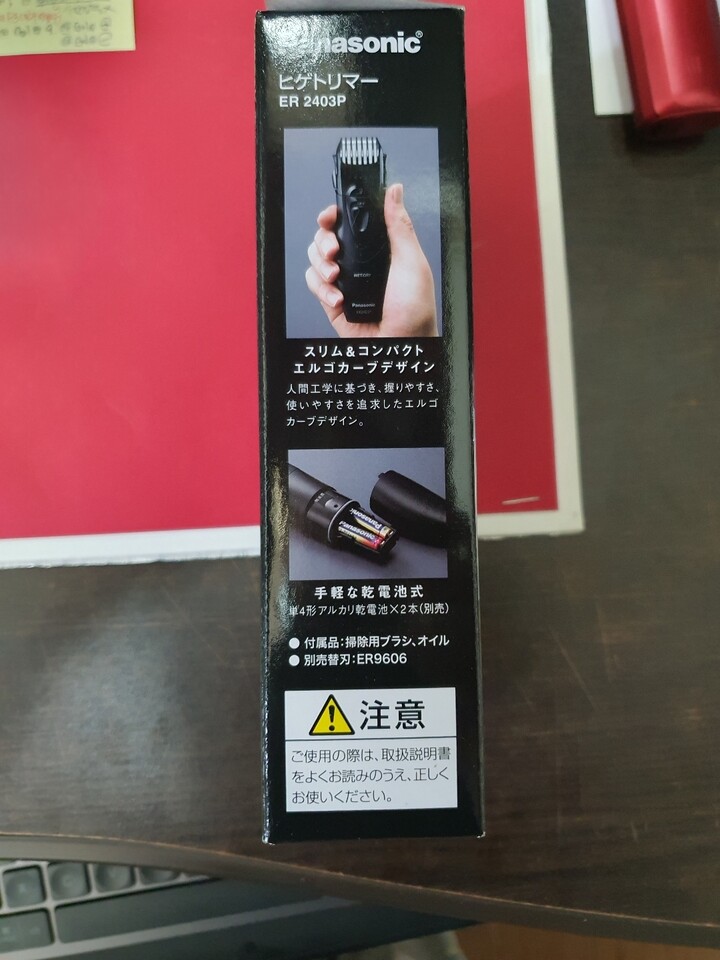 Panasonic
ヒゲトリマー
ER 2403P
Panasonic
スリム&コンパクト
エルゴカーブデザイン
人間工学に基づき、握りやすさ、
使いやすさを追求したエルゴ
カーブデザイン。
Panasonic
Panasonic
手軽な乾電池式
単4形アルカリ乾電池×2本(別売)
● 付属品:掃除用ブラシ、オイル
● 別売替刃:ER9606
注意
ご使用の際は、取扱説明書
をよくお読みのうえ、正しく
お使いください。